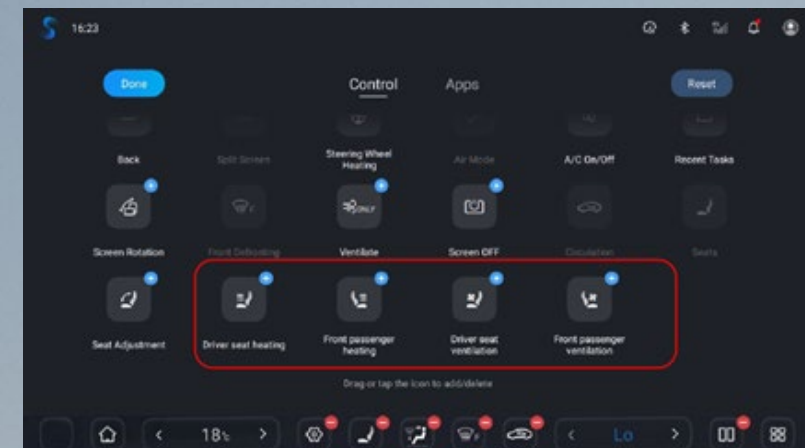 16:23
Done
Control
Apps
Reset
Back
Split Screen
Steering Wheel
Heating
Air Mode
A/C On/Off
Recent Tasks
ONLY
Screen Rotation
Front Defrosting
Ventilate
Screen OFF
Circulation
Seats
Seat Adjustment
Driver seat heating
Front passenger
heating
Driver seat
ventilation
Front passenger
ventilation
Drag or tap the icon to add/delete
18
Lo